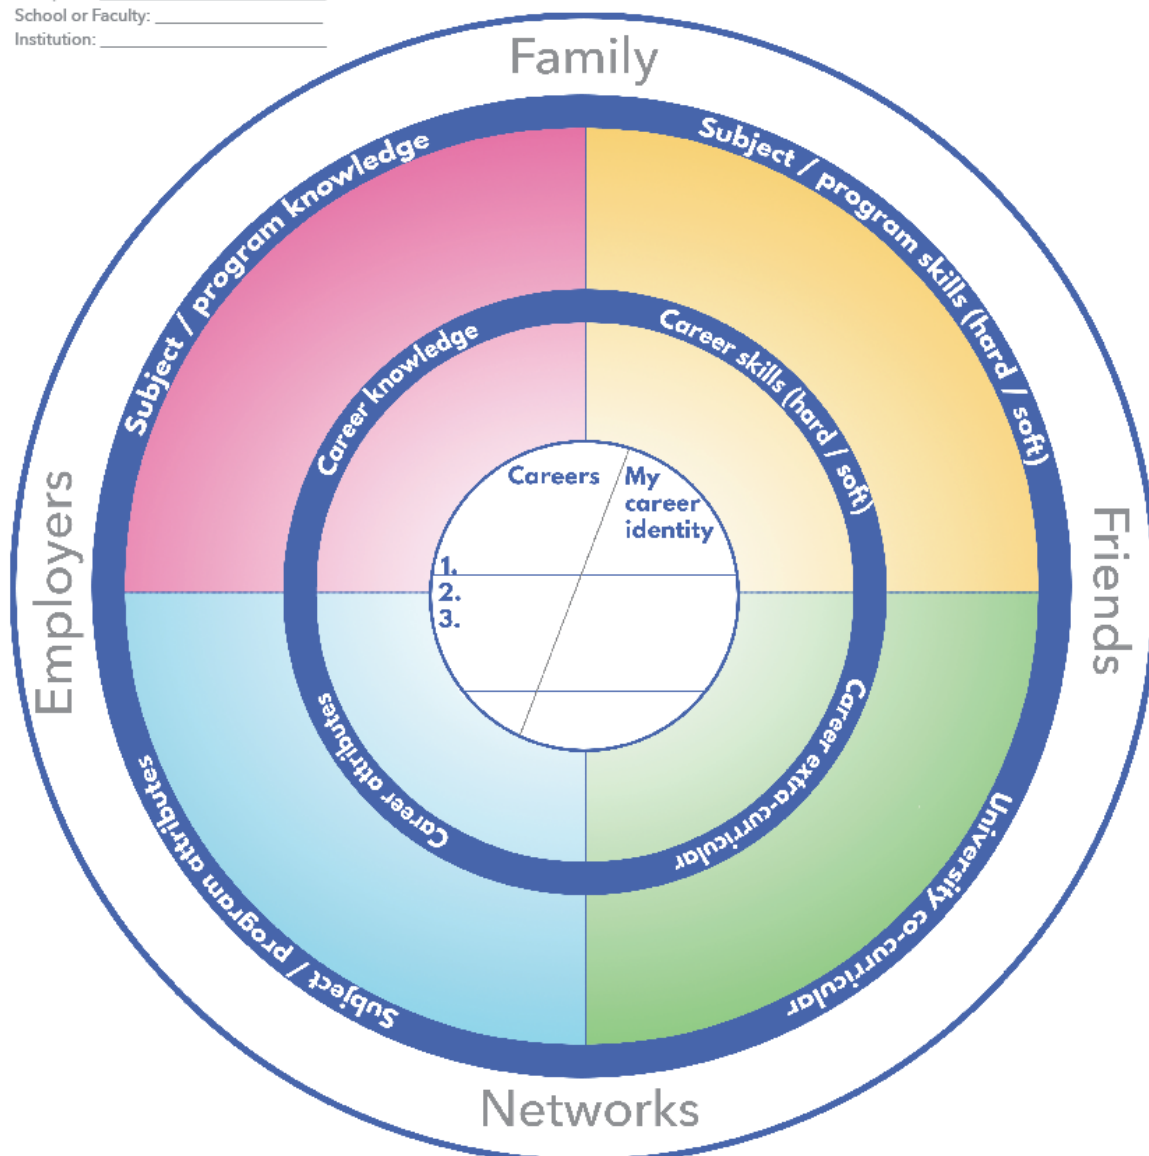 School or Faculty:
Institution:
Family
Subject / program knowledge
Subject / program skills (hard / soft)
Career knowledge
Career skills (hard / soft)
Careers
My
career
identity
1.
2.
3.
Employers
Friends
Career attributes
Career extra-curricular
Subject / program attributes
University co-curricular
Networks